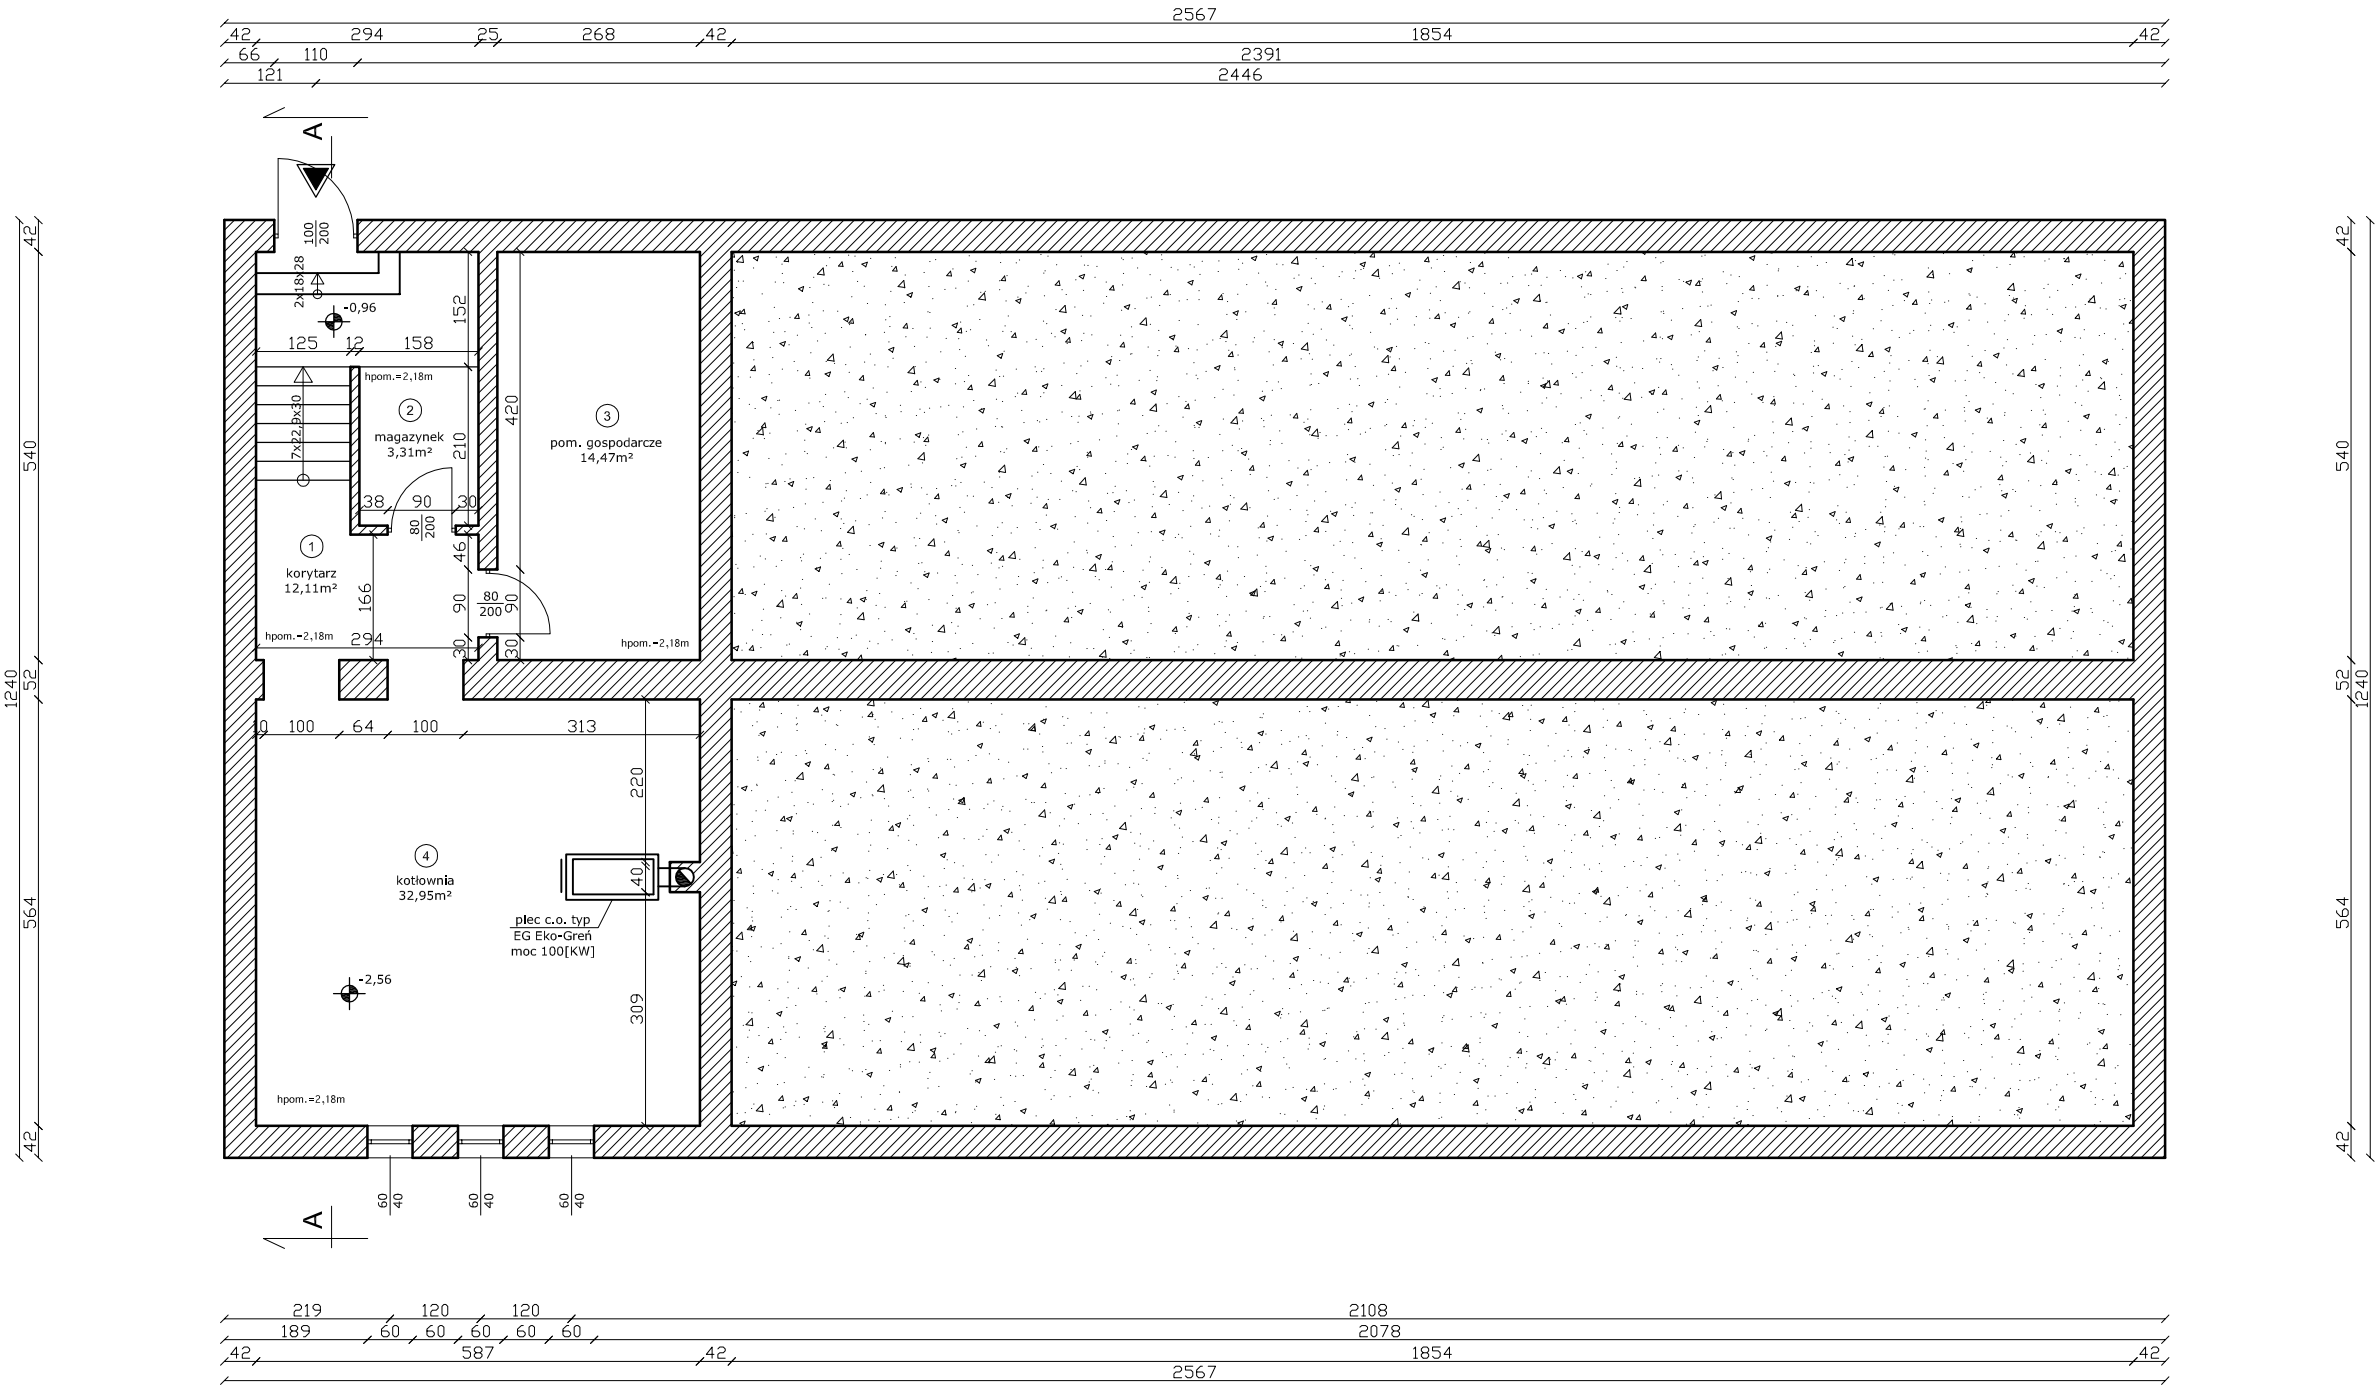 2567
42 294 25 268 42 1854 42
66 110 2391
121 2446
A
100
200
2x18x28
-0,96
152
125 12 158
hpom.=2,18m
7x22,9x30
2
magazynek
3,31m²
210
420
3
pom. gospodarcze
14,47m²
38 90 30
80
200
46
1
korytarz
12,11m²
166
90
80
200
90
hpom.=2,18m
294
30
30
hpom.=2,18m
42
540
52
1240
564
42
42
540
52
1240
564
42
10 100 64 100 313
220
40
4
kotłownia
32,95m²
piec c.o. typ
EG Eko-Greń
moc 100[KW]
309
-2,56
hpom.=2,18m
60
40
60
40
60
40
A
219 120 120 2108
189 60 60 60 60 60 2078
42 587 42 1854 42
2567